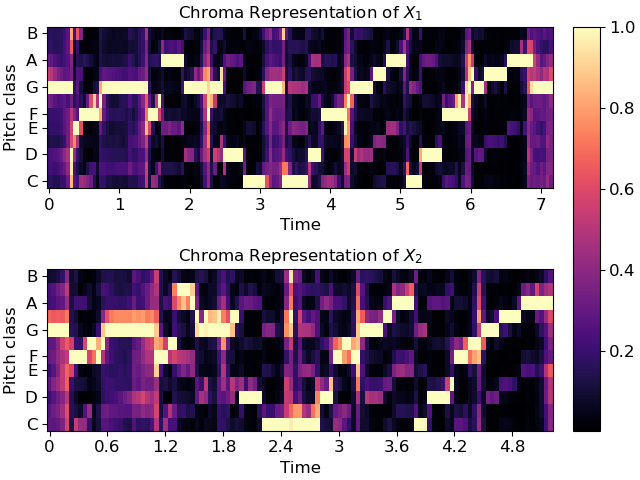 Chroma Representation of X₁
Pitch class
B
A
G
F
E
D
C
0 1 2 3 4 5 6 7
Time
1.0
0.8
0.6
0.4
0.2
Chroma Representation of X₂
Pitch class
B
A
G
F
E
D
C
0 0.6 1.2 1.8 2.4 3 3.6 4.2 4.8
Time